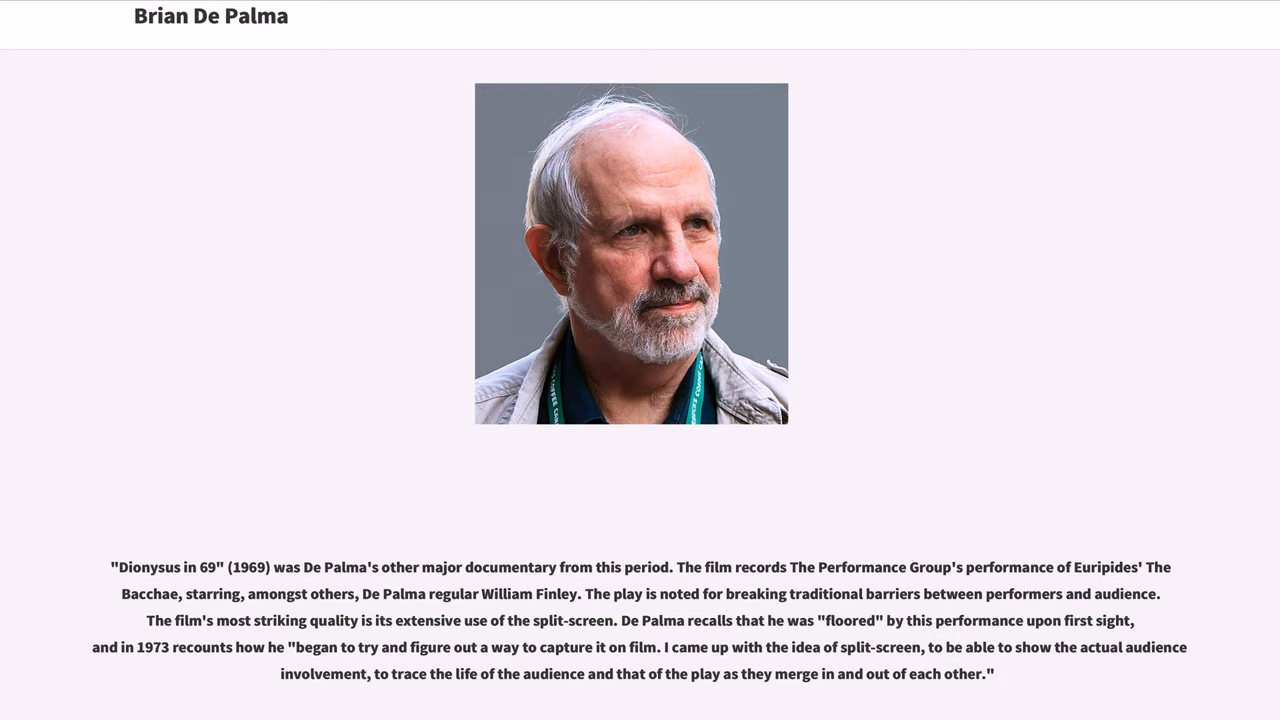 Brian De Palma
"Dionysus in 69" (1969) was De Palma's other major documentary from this period. The film records The Performance Group's performance of Euripides' The
Bacchae, starring, amongst others, De Palma regular William Finley. The play is noted for breaking traditional barriers between performers and audience.
The film's most striking quality is its extensive use of the split-screen. De Palma recalls that he was "floored" by this performance upon first sight,
and in 1973 recounts how he "began to try and figure out a way to capture it on film. I came up with the idea of split-screen, to be able to show the actual audience
involvement, to trace the life of the audience and that of the play as they merge in and out of each other."